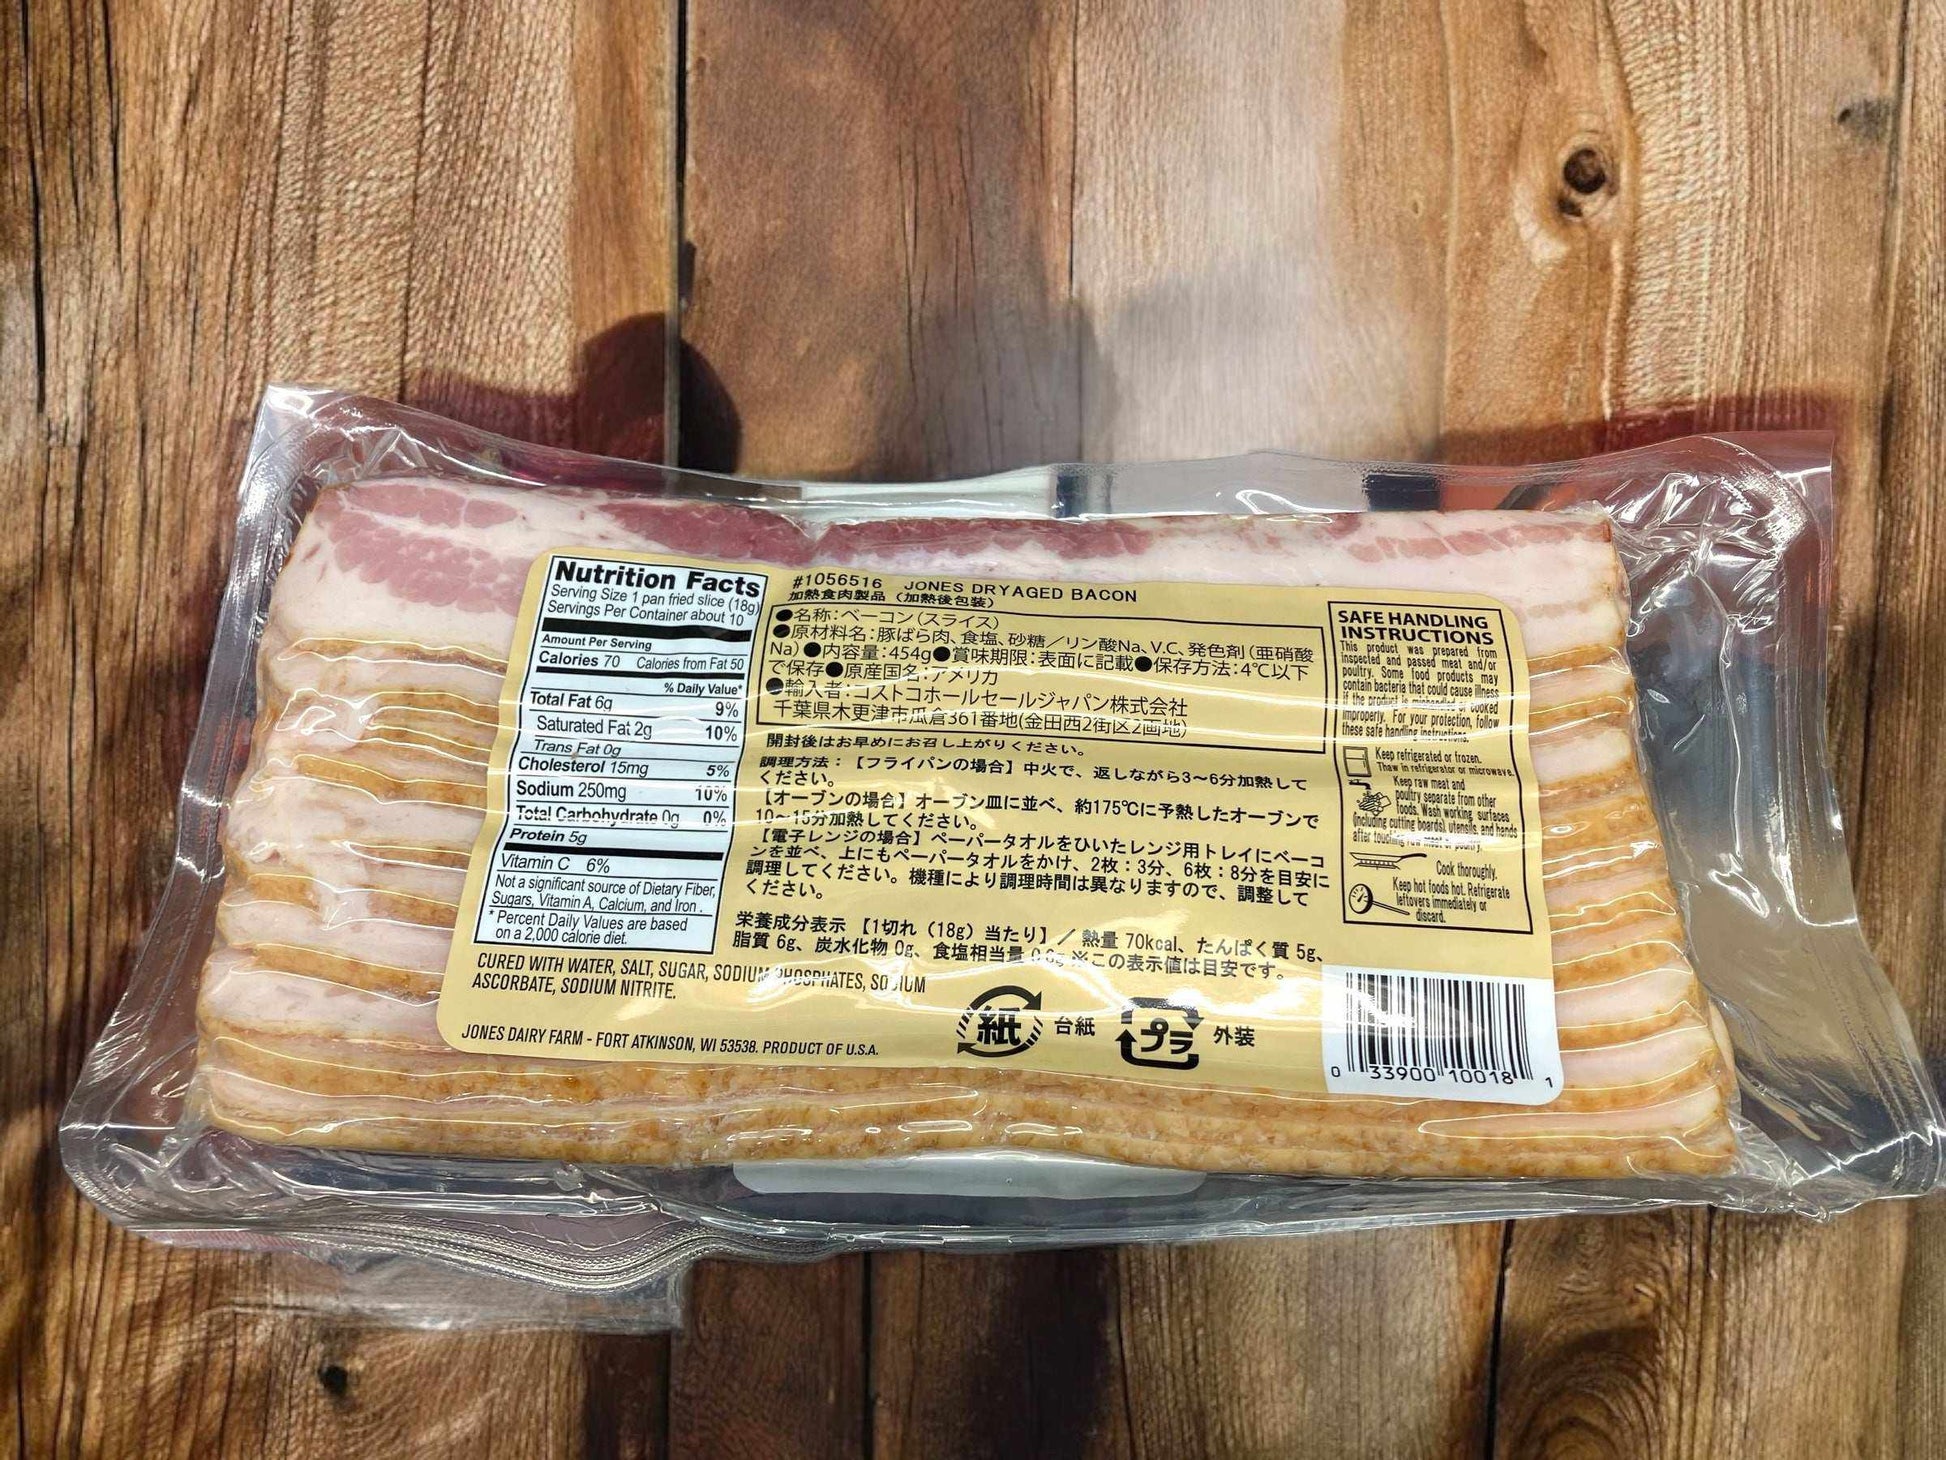 Nutrition Facts
Serving Size 1 pan fried slice (18g)
Servings Per Container about 10
Amount Per Serving
Calories 70 Calories from Fat 50
% Daily Value*
Total Fat 6g 9%
Saturated Fat 2g 10%
Trans Fat 0g
Cholesterol 15mg 5%
Sodium 250mg 10%
Total Carbohydrate 0g 0%
Protein 5g
Vitamin C 6%
Not a significant source of Dietary Fiber,
Sugars, Vitamin A, Calcium, and Iron.
* Percent Daily Values are based
on a 2,000 calorie diet.
CURED WITH WATER, SALT, SUGAR, SODIUM PHOSPHATES, SODIUM
ASCORBATE, SODIUM NITRITE.
JONES DAIRY FARM - FORT ATKINSON, WI 53538. PRODUCT OF U.S.A.
#1056516 JONES DRYAGED BACON
加熱食肉製品（加熱後包装）
●名称：ベーコン（スライス）
●原材料名：豚ばら肉、食塩、砂糖／リン酸Na、V.C、発色剤（亜硝酸
Na）●内容量：454g●賞味期限：表面に記載●保存方法：4℃以下
で保存●原産国名：アメリカ
●輸入者：コストコホールセールジャパン株式会社
千葉県木更津市瓜倉361番地(金田西2街区2画地)
開封後はお早めにお召し上がりください。
調理方法：【フライパンの場合】中火で、返しながら3～6分加熱して
ください。
【オーブンの場合】オーブン皿に並べ、約175℃に予熱したオーブンで
10～15分加熱してください。
【電子レンジの場合】ペーパータオルをひいたレンジ用トレイにベーコ
ンを並べ、上にもペーパータオルをかけ、2枚：3分、6枚：8分を目安に
調理してください。機種により調理時間は異なりますので、調整して
ください。
栄養成分表示【1切れ（18g）当たり】／熱量 70kcal、たんぱく質 5g、
脂質 6g、炭水化物 0g、食塩相当量 ※この表示値は目安です。
紙 台紙 プラ 外装
SAFE HANDLING
INSTRUCTIONS
This product was prepared from
inspected and passed meat and/or
poultry. Some food products may
contain bacteria that could cause illness
if the product is mishandled or cooked
improperly. For your protection, follow
these safe handling instructions.
Keep refrigerated or frozen.
Thaw in refrigerator or microwave.
Keep raw meat and
poultry separate from other
foods. Wash working surfaces
(including cutting boards), utensils, and hands
after touching raw meat or poultry.
Cook thoroughly.
Keep hot foods hot. Refrigerate
leftovers immediately or
discard.
0 33900 10018 1